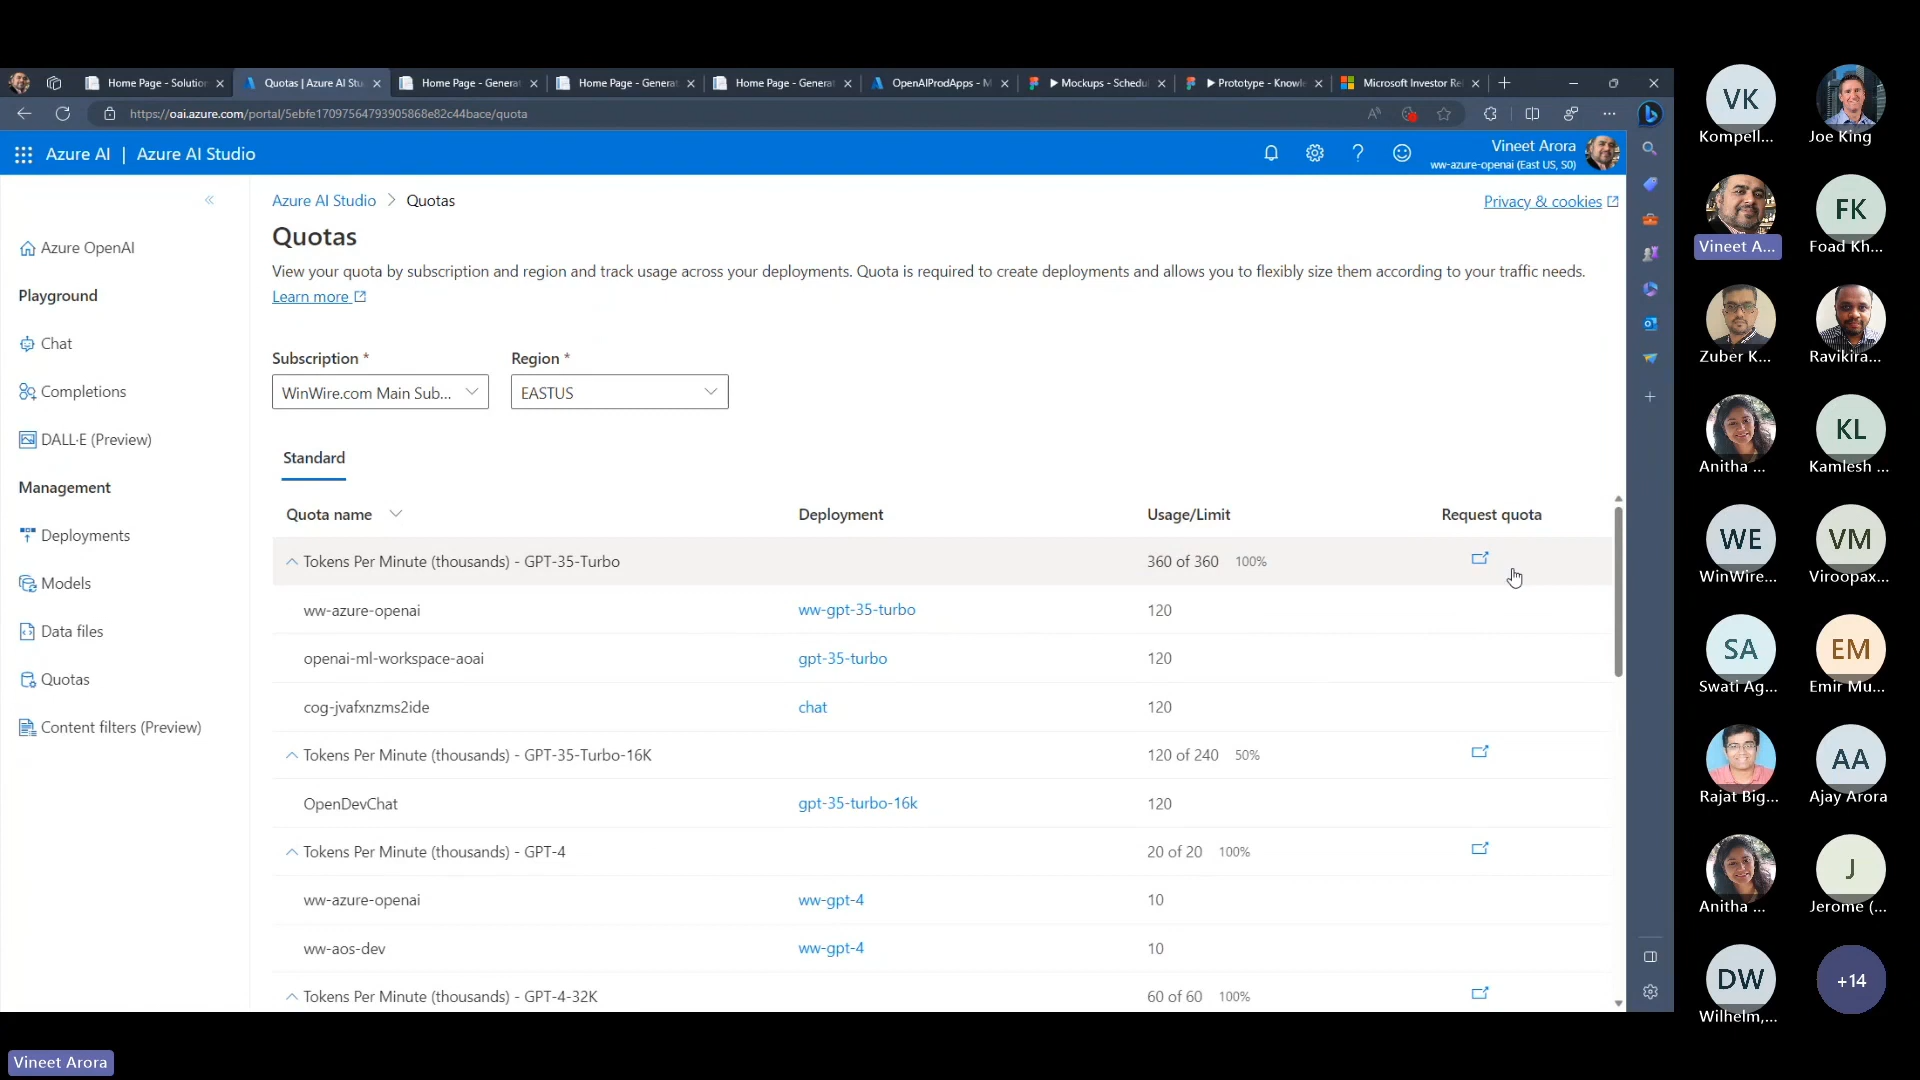 Home Page - Solution
Quotas | Azure AI Stu
Home Page - Generat
Home Page - Generat
Home Page - Generat
OpenAIProdApps - M
▶ Mockups - Schedul
▶ Prototype - Knowle
Microsoft Investor Re
https://oai.azure.com/portal/5ebfe17097564793905868e82c44bace/quota
Azure AI | Azure AI Studio
Vineet Arora
ww-azure-openai (East US, S0)
Azure AI Studio > Quotas
Privacy & cookies
Quotas
View your quota by subscription and region and track usage across your deployments. Quota is required to create deployments and allows you to flexibly size them according to your traffic needs.
Learn more
Azure OpenAI
Playground
Chat
Completions
DALL·E (Preview)
Management
Deployments
Models
Data files
Quotas
Content filters (Preview)
Subscription * Region *
WinWire.com Main Sub... EASTUS
Standard
Quota name Deployment Usage/Limit Request quota
Tokens Per Minute (thousands) - GPT-35-Turbo 360 of 360 100%
ww-azure-openai ww-gpt-35-turbo 120
openai-ml-workspace-aoai gpt-35-turbo 120
cog-jvafxnzms2ide chat 120
Tokens Per Minute (thousands) - GPT-35-Turbo-16K 120 of 240 50%
OpenDevChat gpt-35-turbo-16k 120
Tokens Per Minute (thousands) - GPT-4 20 of 20 100%
ww-azure-openai ww-gpt-4 10
ww-aos-dev ww-gpt-4 10
Tokens Per Minute (thousands) - GPT-4-32K 60 of 60 100%
VK
Kompell... Joe King
FK
Vineet A... Foad Kh...
Zuber K... Ravikira...
KL
Anitha ... Kamlesh ...
WE VM
WinWire... Viroopax...
SA EM
Swati Ag... Emir Mu...
AA
Rajat Big... Ajay Arora
J
Anitha ... Jerome (...
DW +14
Wilhelm,...
Vineet Arora